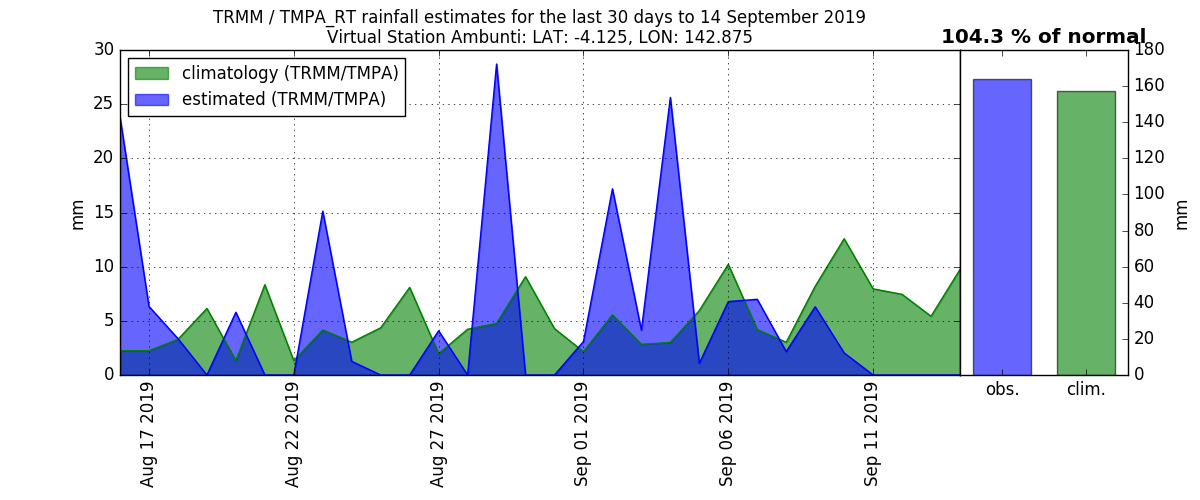 TRMM / TMPA_RT rainfall estimates for the last 30 days to 14 September 2019
Virtual Station Ambunti: LAT: -4.125, LON: 142.875
104.3 % of normal
climatology (TRMM/TMPA)
estimated (TRMM/TMPA)
mm
30
25
20
15
10
5
0
Aug 17 2019
Aug 22 2019
Aug 27 2019
Sep 01 2019
Sep 06 2019
Sep 11 2019
obs.
clim.
180
160
140
120
100
80
60
40
20
0
mm